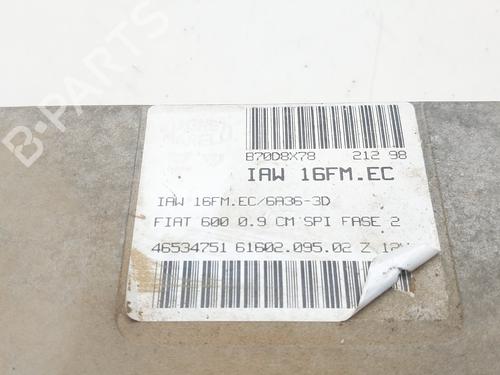 B-PARTS
B70D8X78 212 98
IAW 16FM.EC
IAW 16FM.EC/6A36-3D
FIAT 600 0.9 CM SPI FASE 2
46534751 61602.095.02 Z